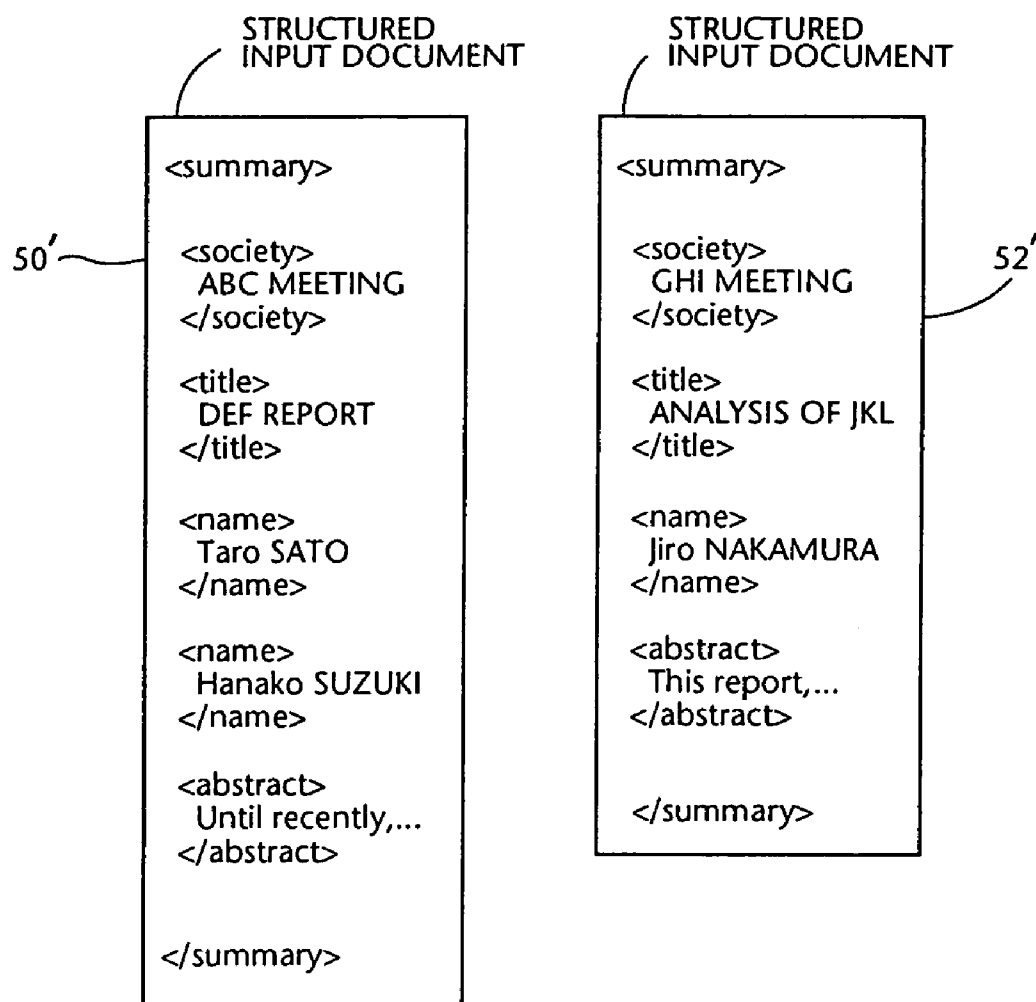 STRUCTURED
INPUT DOCUMENT
50'
<summary>
<society>
ABC MEETING
</society>
<title>
DEF REPORT
</title>
<name>
Taro SATO
</name>
<name>
Hanako SUZUKI
</name>
<abstract>
Until recently,...
</abstract>
</summary>
STRUCTURED
INPUT DOCUMENT
52'
<summary>
<society>
GHI MEETING
</society>
<title>
ANALYSIS OF JKL
</title>
<name>
Jiro NAKAMURA
</name>
<abstract>
This report,...
</abstract>
</summary>